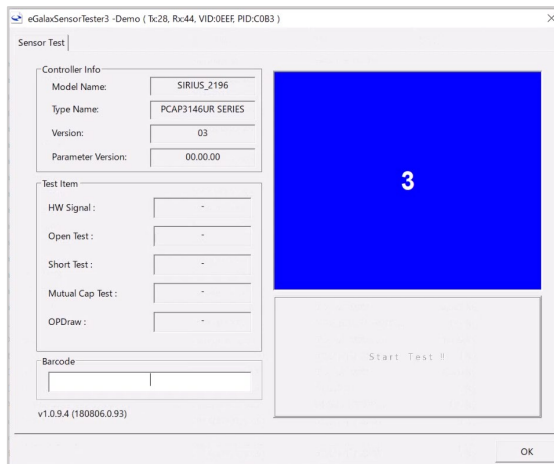 eGalaxSensorTester3 -Demo ( Tx:28, Rx:44, VID:0EEF, PID:C0B3 )
Sensor Test
Controller Info
Model Name: SIRIUS_2196
Type Name: PCAP3146UR SERIES
Version: 03
Parameter Version: 00.00.00
3
Test Item
HW Signal : -
Open Test : -
Short Test : -
Mutual Cap Test : -
OPDraw : -
Start Test !!
Barcode
v1.0.9.4 (180806.0.93)
OK